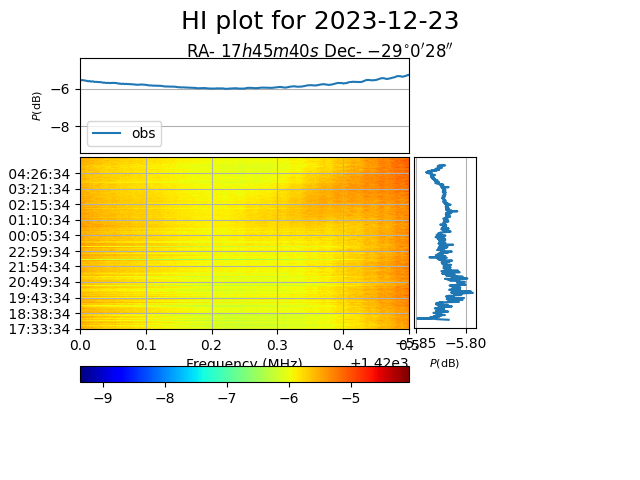 HI plot for 2023-12-23
RA- 17h45m40s Dec- −29°0′28″
P(dB)
−6
−8
obs
04:26:34
03:21:34
02:15:34
01:10:34
00:05:34
22:59:34
21:54:34
20:49:34
19:43:34
18:38:34
17:33:34
0.0 0.1 0.2 0.3 0.4 0.5
Frequency (MHz)
+1.42e3
−5.85 −5.80
P(dB)
−9 −8 −7 −6 −5